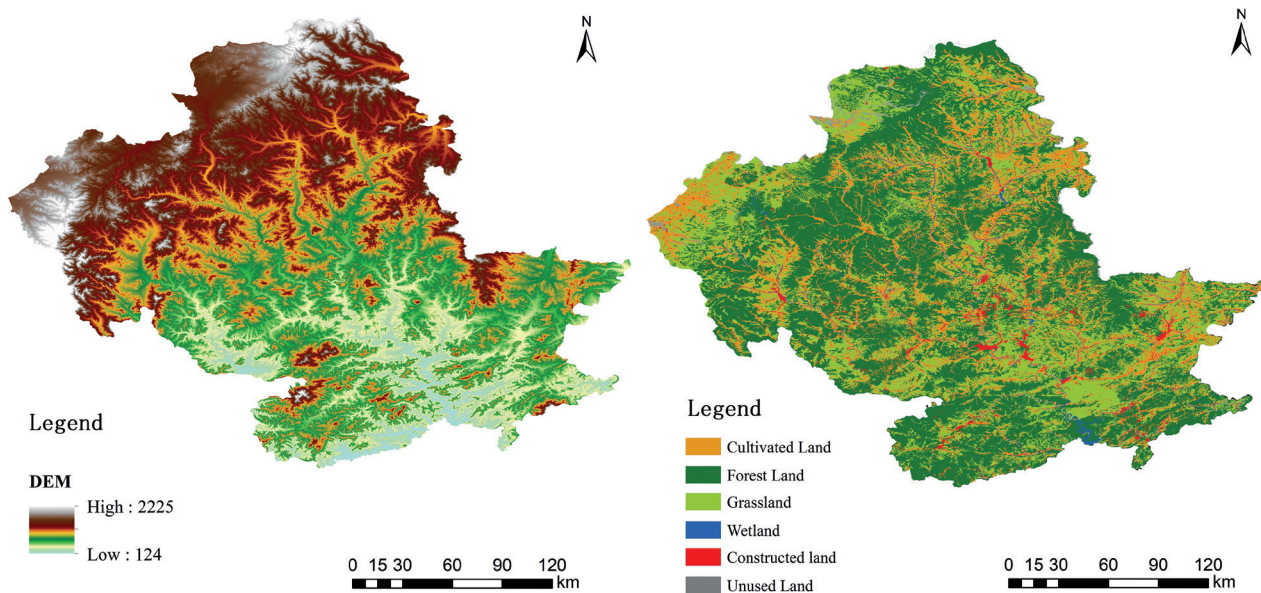 N
Legend
DEM
High : 2225
Low : 124
0 15 30 60 90 120
km
N
Legend
Cultivated Land
Forest Land
Grassland
Wetland
Constructed land
Unused Land
0 15 30 60 90 120
km